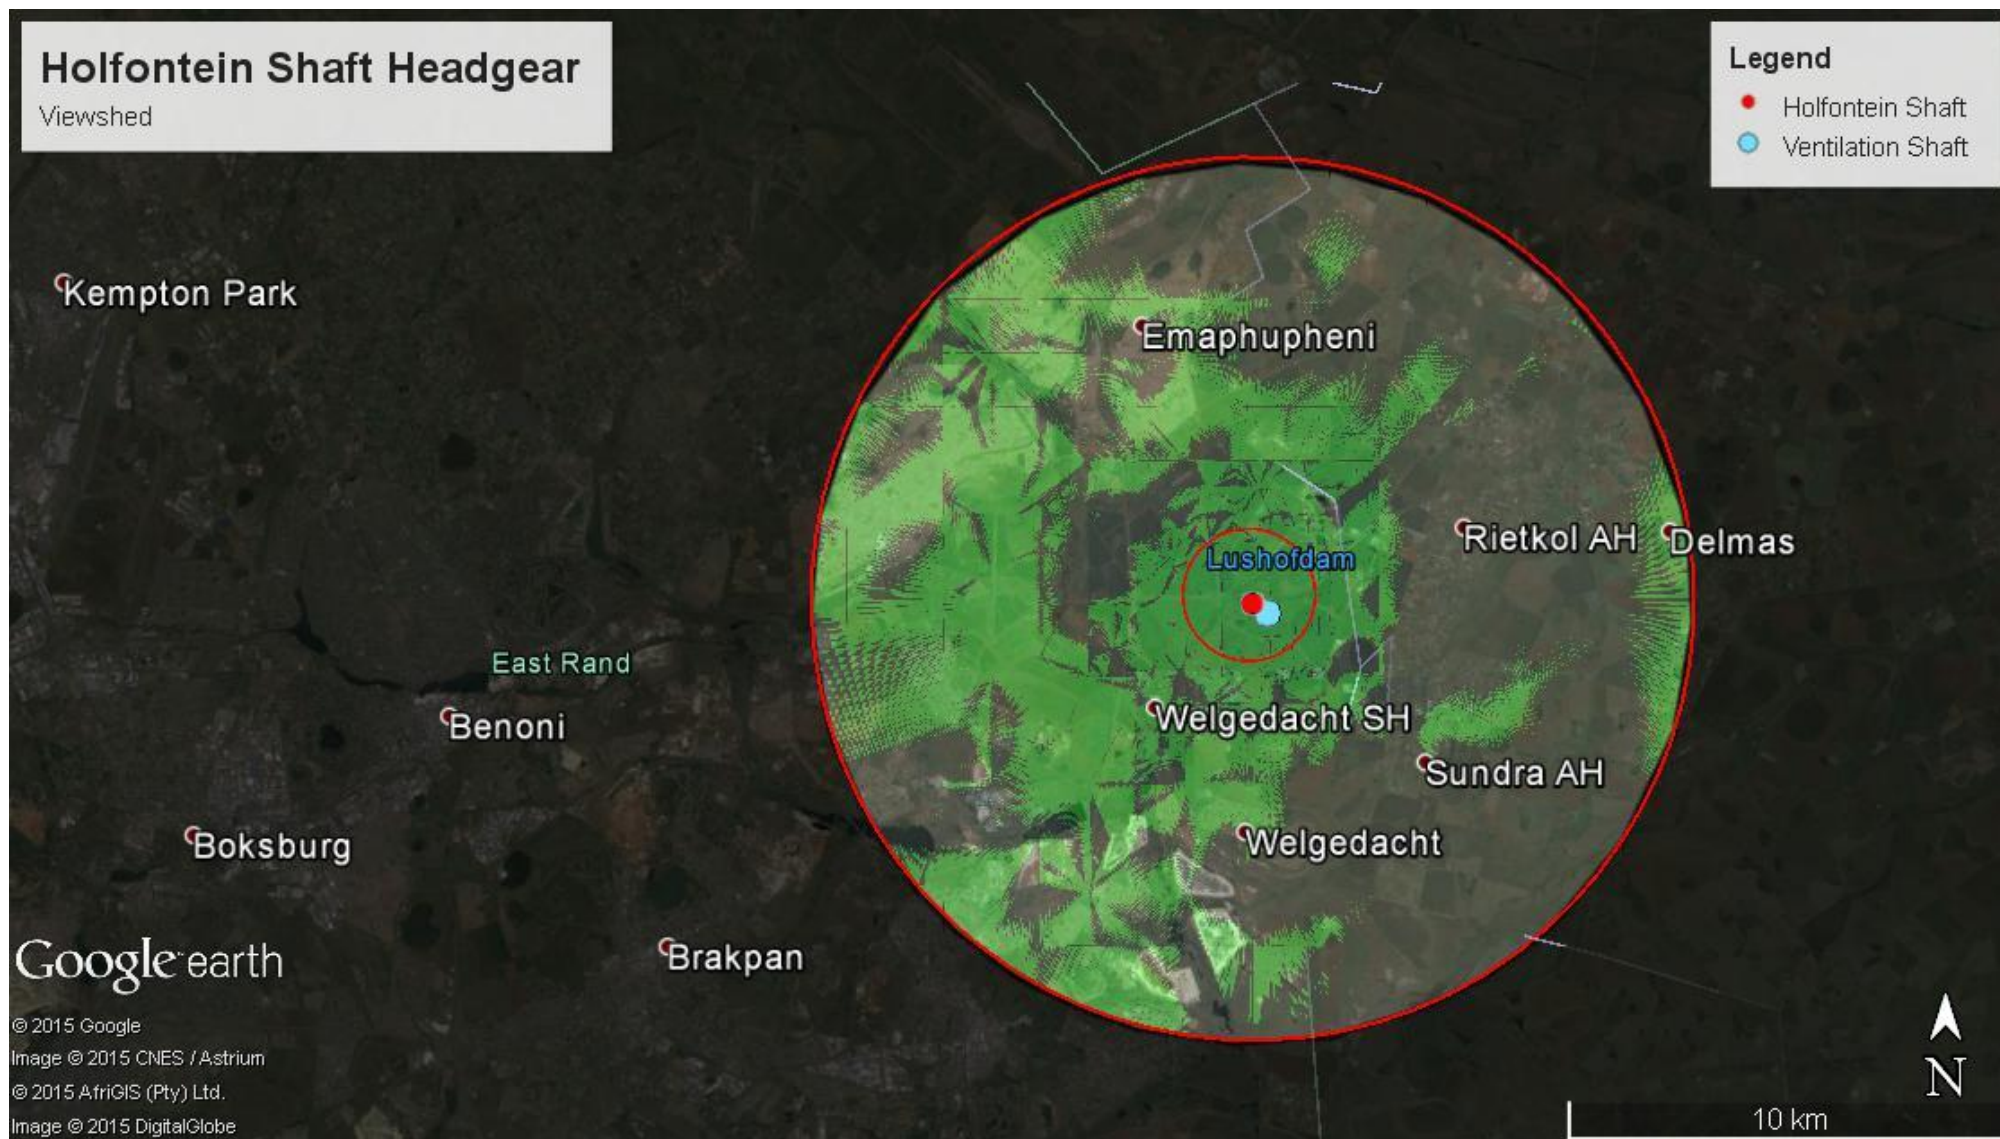 Holfontein Shaft Headgear
Viewshed
Legend
Holfontein Shaft
Ventilation Shaft
Kempton Park
Emaphupheni
Rietkol AH
Delmas
Lushofdam
East Rand
Benoni
Welgedacht SH
Sundra AH
Boksburg
Welgedacht
Brakpan
Google earth
© 2015 Google
Image © 2015 CNES / Astrium
© 2015 AfriGIS (Pty) Ltd.
Image © 2015 DigitalGlobe
N
10 km